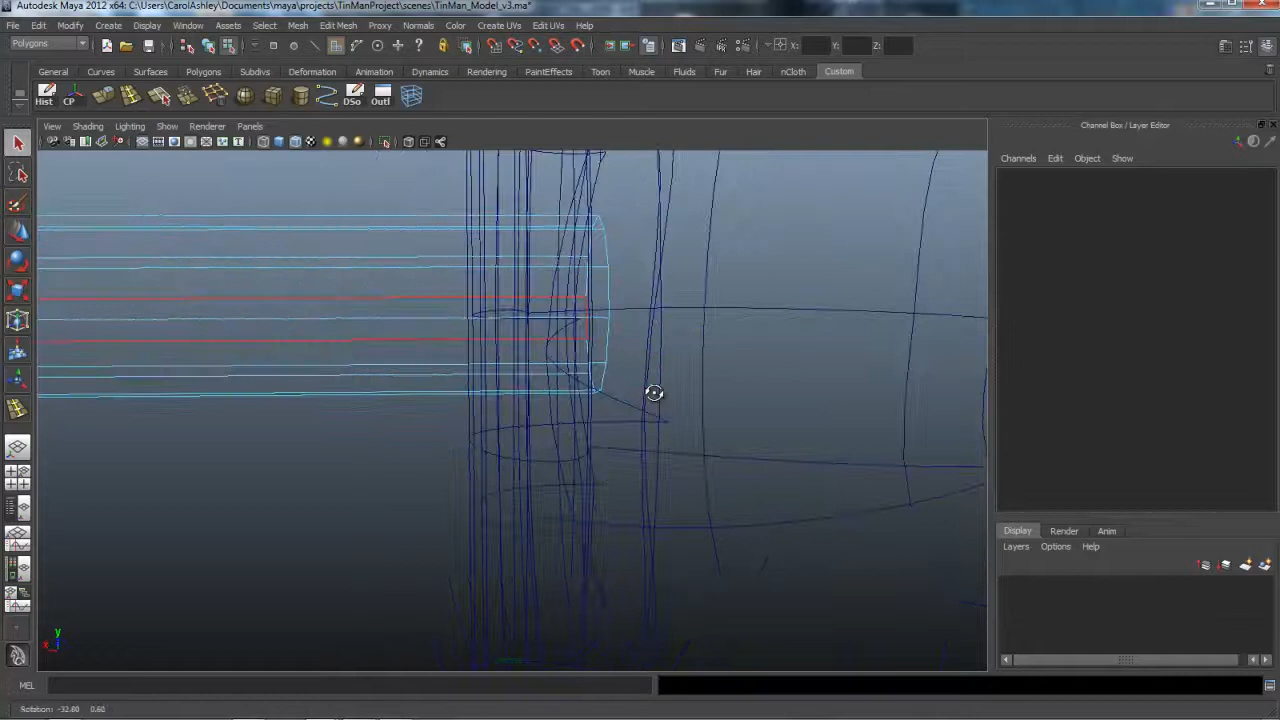 Autodesk Maya 2012 x64: C:\Users\CarolAshley\Documents\maya\projects\TinManProject\scenes\TinMan_Model_v3.ma*
File Edit Modify Create Display Window Assets Select Mesh Edit Mesh Proxy Normals Color Create UVs Edit UVs Help
Polygons X: Y: Z:
General Curves Surfaces Polygons Subdivs Deformation Animation Dynamics Rendering PaintEffects Toon Muscle Fluids Fur Hair nCloth Custom
Hist CP DSo Outl
View Shading Lighting Show Renderer Panels
Channel Box / Layer Editor
Channels Edit Object Show
Display Render Anim
Layers Options Help
y
x
MEL
Rotation: -32.80 0.60